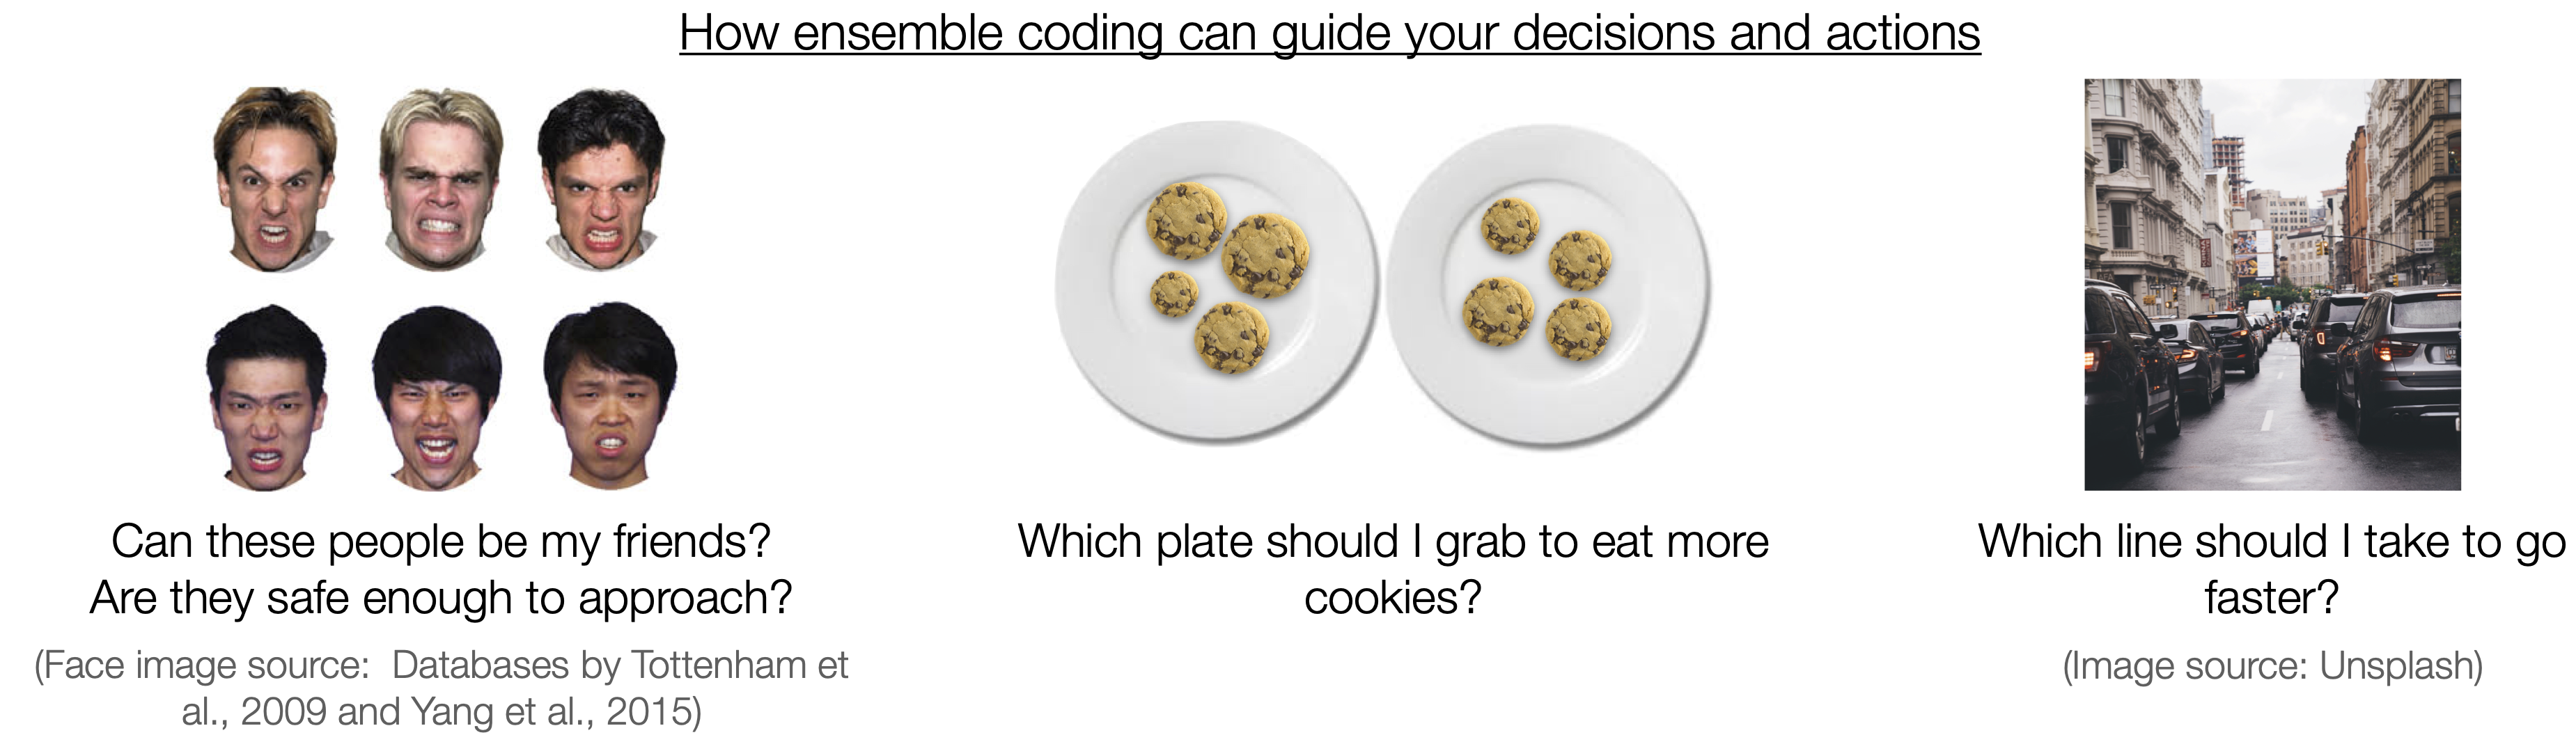 How ensemble coding can guide your decisions and actions
Can these people be my friends?
Are they safe enough to approach?
(Face image source: Databases by Tottenham et
al., 2009 and Yang et al., 2015)
Which plate should I grab to eat more
cookies?
Which line should I take to go
faster?
(Image source: Unsplash)